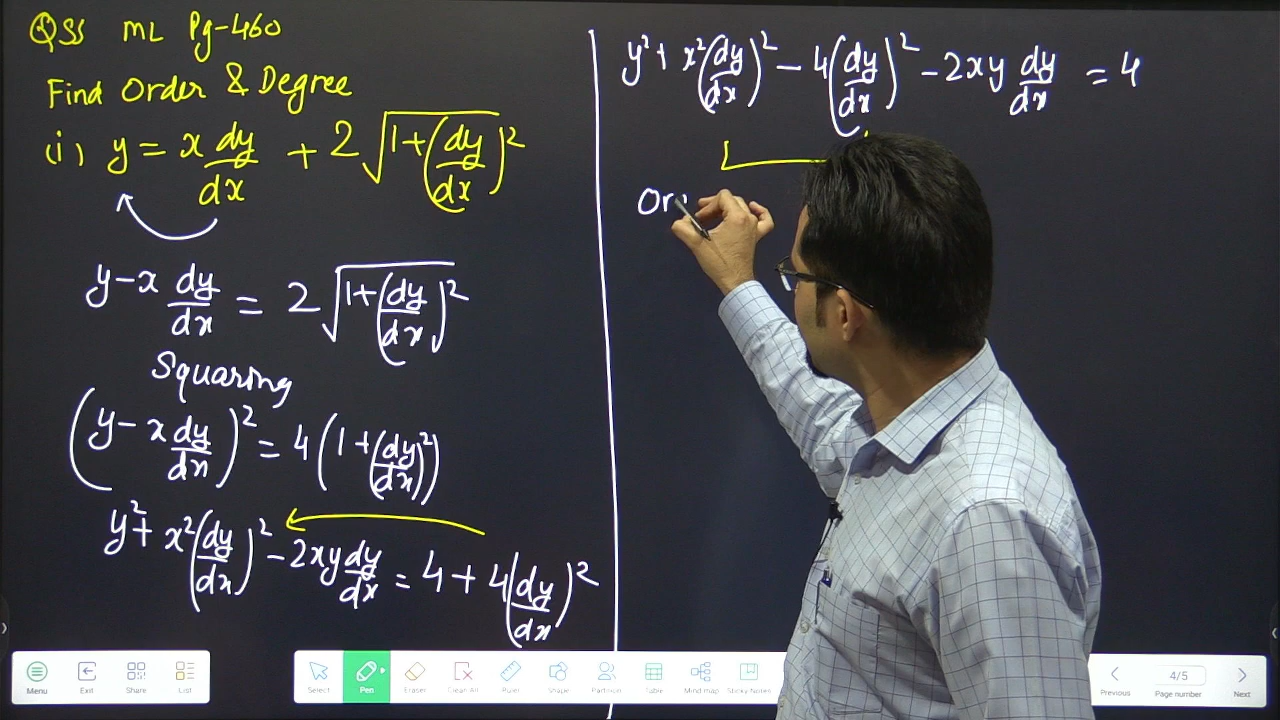 QSS ML Pg-460
Find Order & Degree
(i) y = x dy/dx + 2√(1+(dy/dx)²)
y-x dy/dx = 2√(1+(dy/dx)²)
Squaring
(y-x dy/dx)² = 4(1+(dy/dx)²)
y²+ x²(dy/dx)² -2xy dy/dx = 4+4(dy/dx)²
y²+ x²(dy/dx)² - 4(dy/dx)² -2xy dy/dx = 4
Or
Menu Exit Share List Select Pen Eraser Clean All Ruler Shape Partition Table Mind map Sticky Notes Previous 4/5 Page number Next